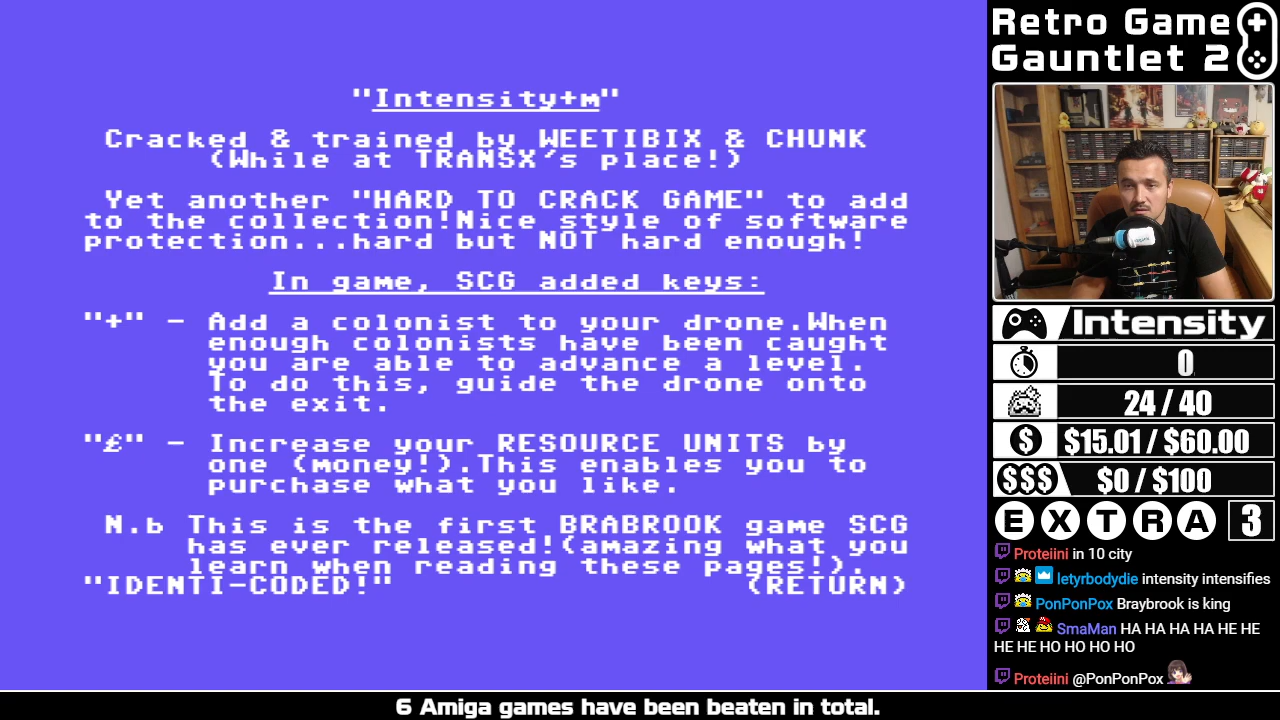 "Intensity+m"
Cracked & trained by WEETIBIX & CHUNK
(While at TRANSX's place!)
Yet another "HARD TO CRACK GAME" to add
to the collection!Nice style of software
protection...hard but NOT hard enough!
In game, SCG added keys:
"+" - Add a colonist to your drone.When
enough colonists have been caught
you are able to advance a level.
To do this, guide the drone onto
the exit.
"£" - Increase your RESOURCE UNITS by
one (money!).This enables you to
purchase what you like.
N.b This is the first BRABROOK game SCG
has ever released!(amazing what you
learn when reading these pages!).
"IDENTI-CODED!" (RETURN)
Retro Game
Gauntlet 2
Intensity
0
24 / 40
$ $15.01 / $60.00
$$$ $0 / $100
E X T R A 3
Proteiini in 10 city
letyrbodydie intensity intensifies
PonPonPox Braybrook is king
SmaMan HA HA HA HA HE HE
HE HE HO HO HO HO
Proteiini @PonPonPox
6 Amiga games have been beaten in total.